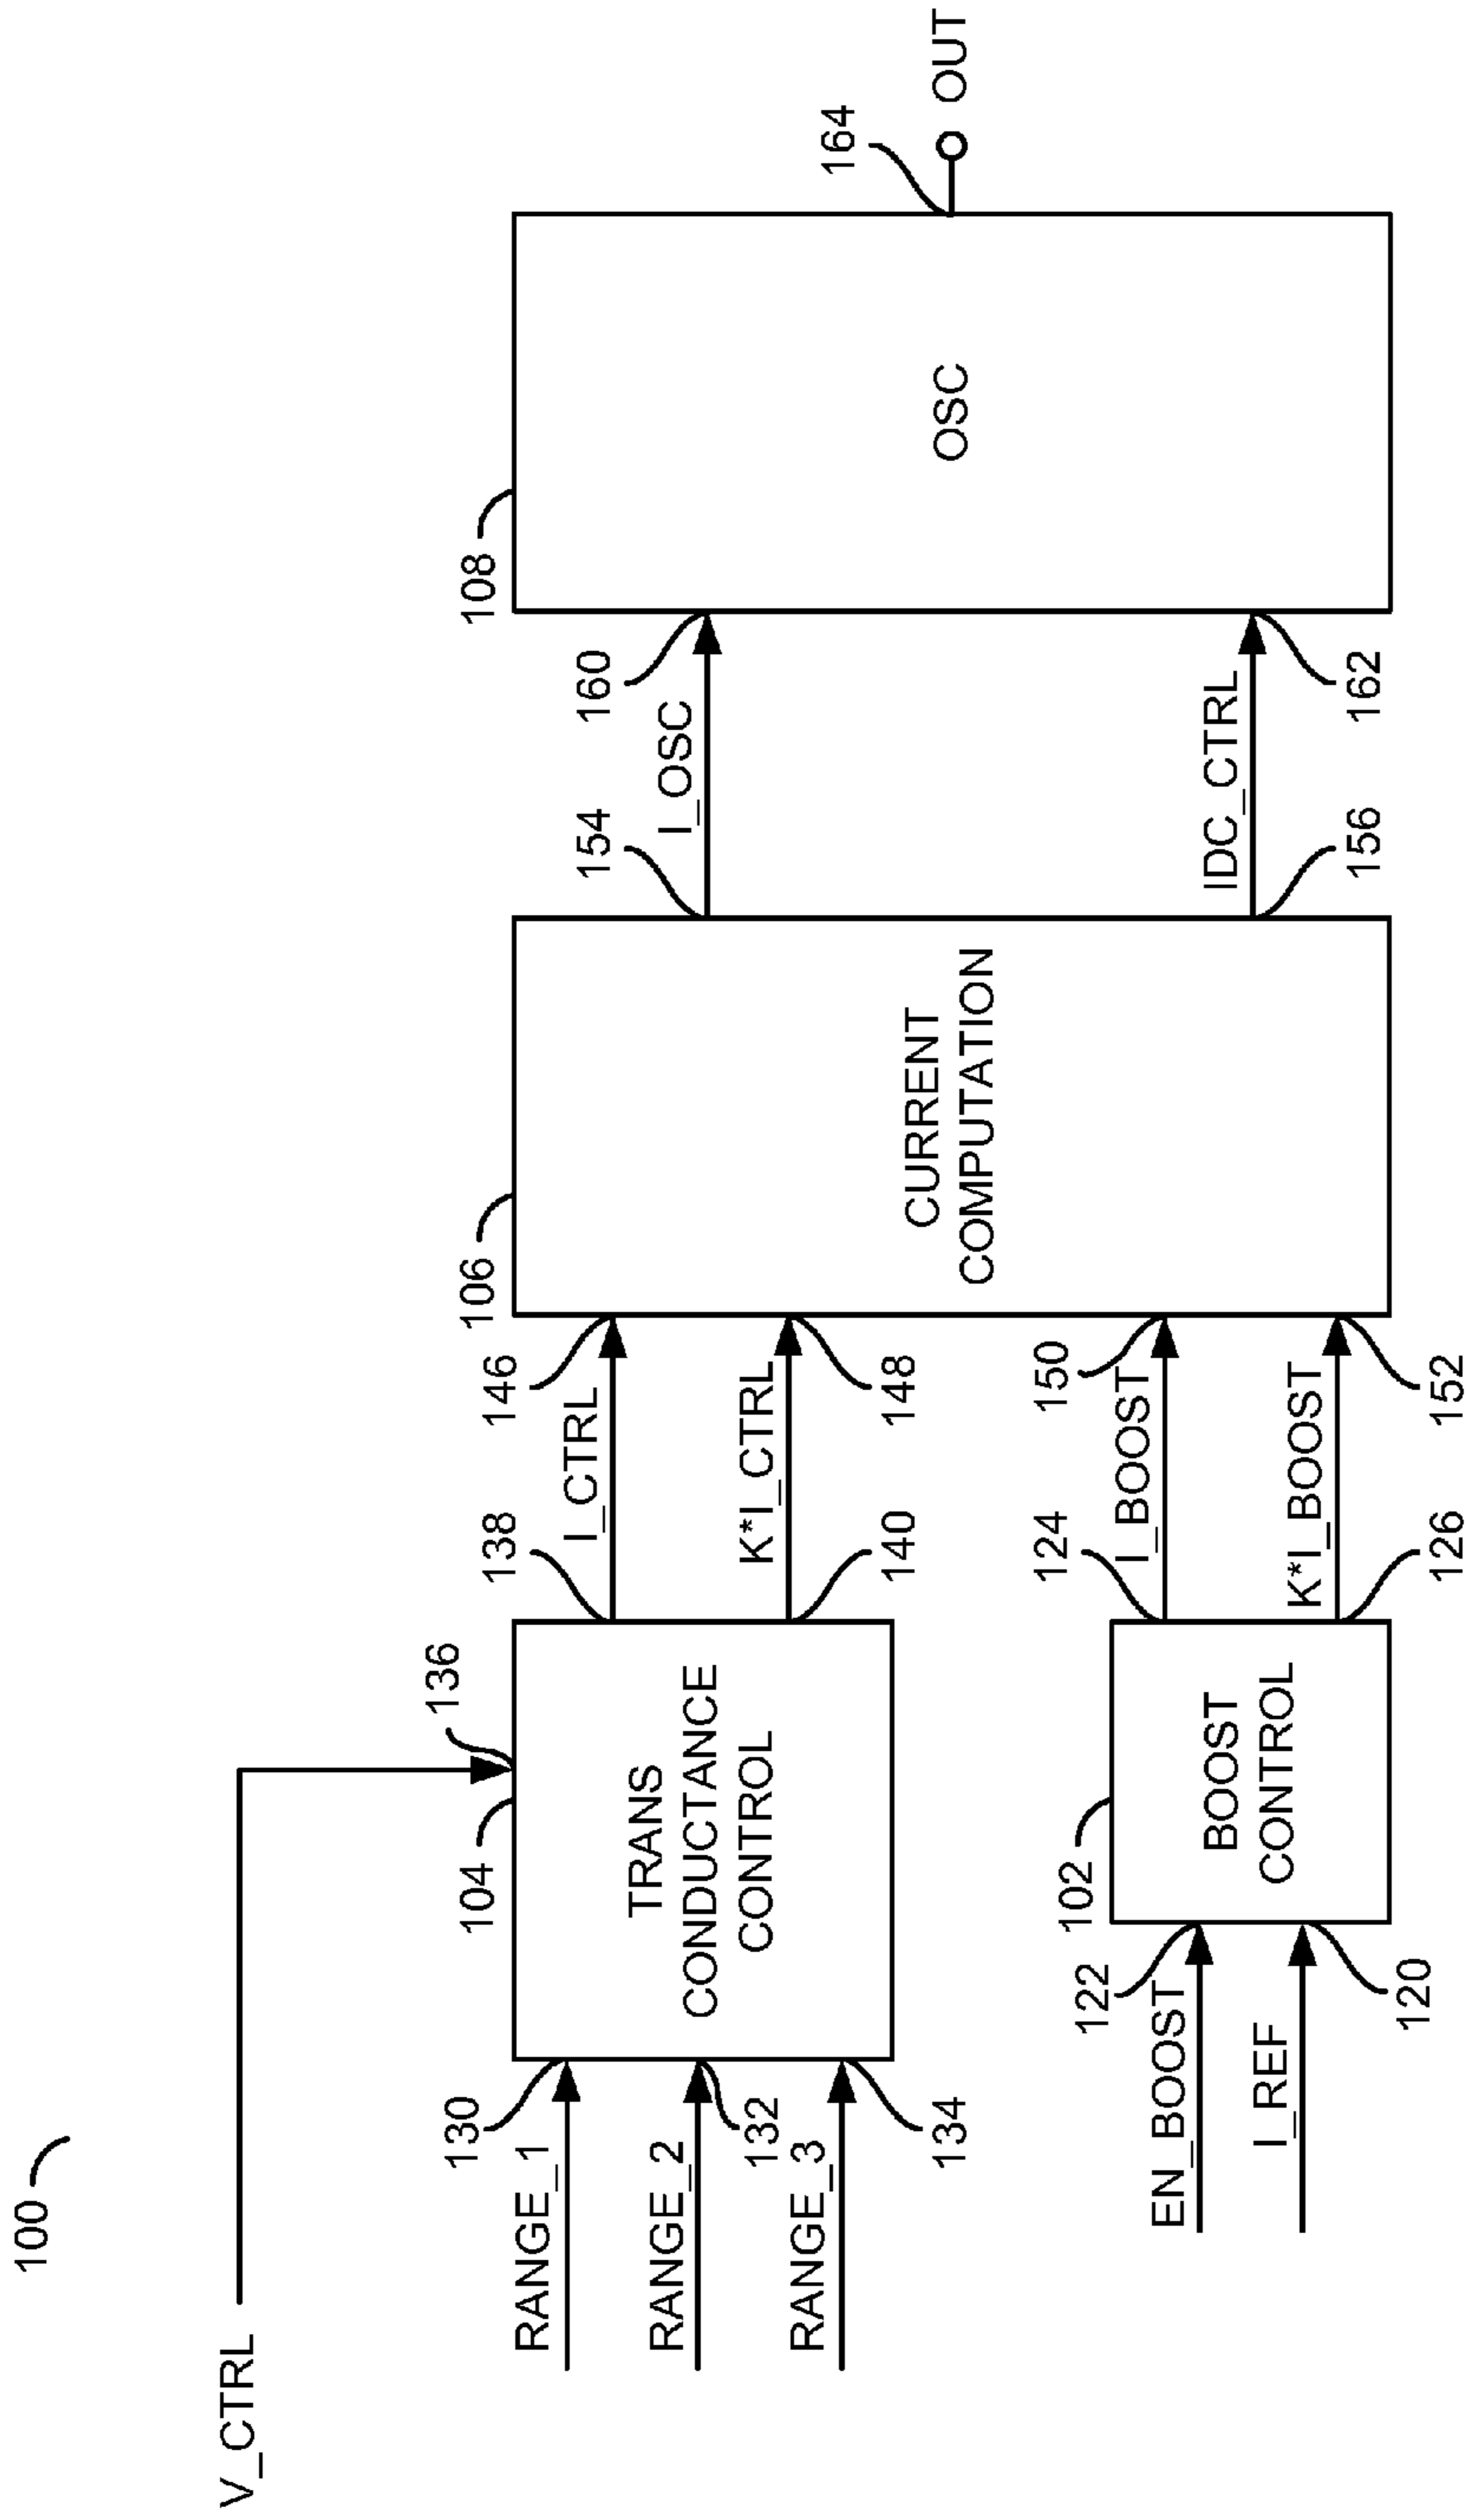 100
V_CTRL
136
104
TRANS
CONDUCTANCE
CONTROL
RANGE_1
130
RANGE_2
132
RANGE_3
134
138
I_CTRL
146
K*I_CTRL
140
148
102
BOOST
CONTROL
122
EN_BOOST
I_REF
120
124
I_BOOST
150
K*I_BOOST
126
152
106
CURRENT
COMPUTATION
154
I_OSC
160
IDC_CTRL
156
162
108
OSC
164
OUT